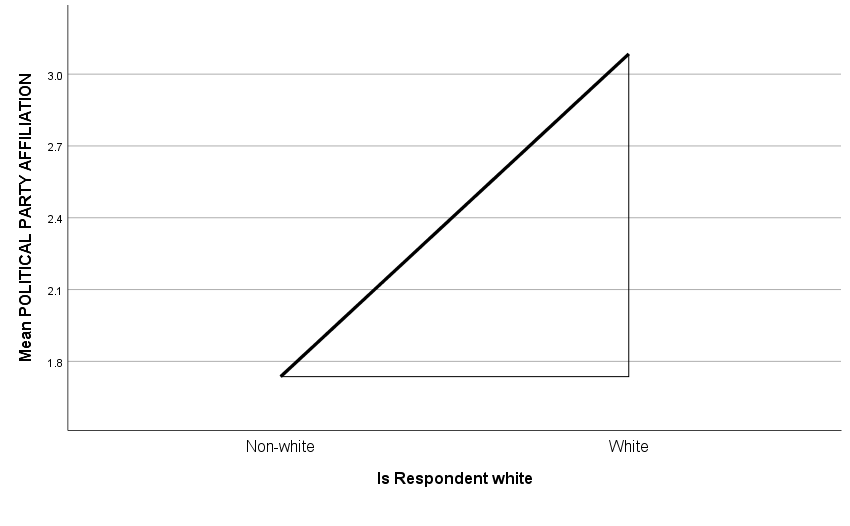 Mean POLITICAL PARTY AFFILIATION
3.0
2.7
2.4
2.1
1.8
Non-white White
Is Respondent white